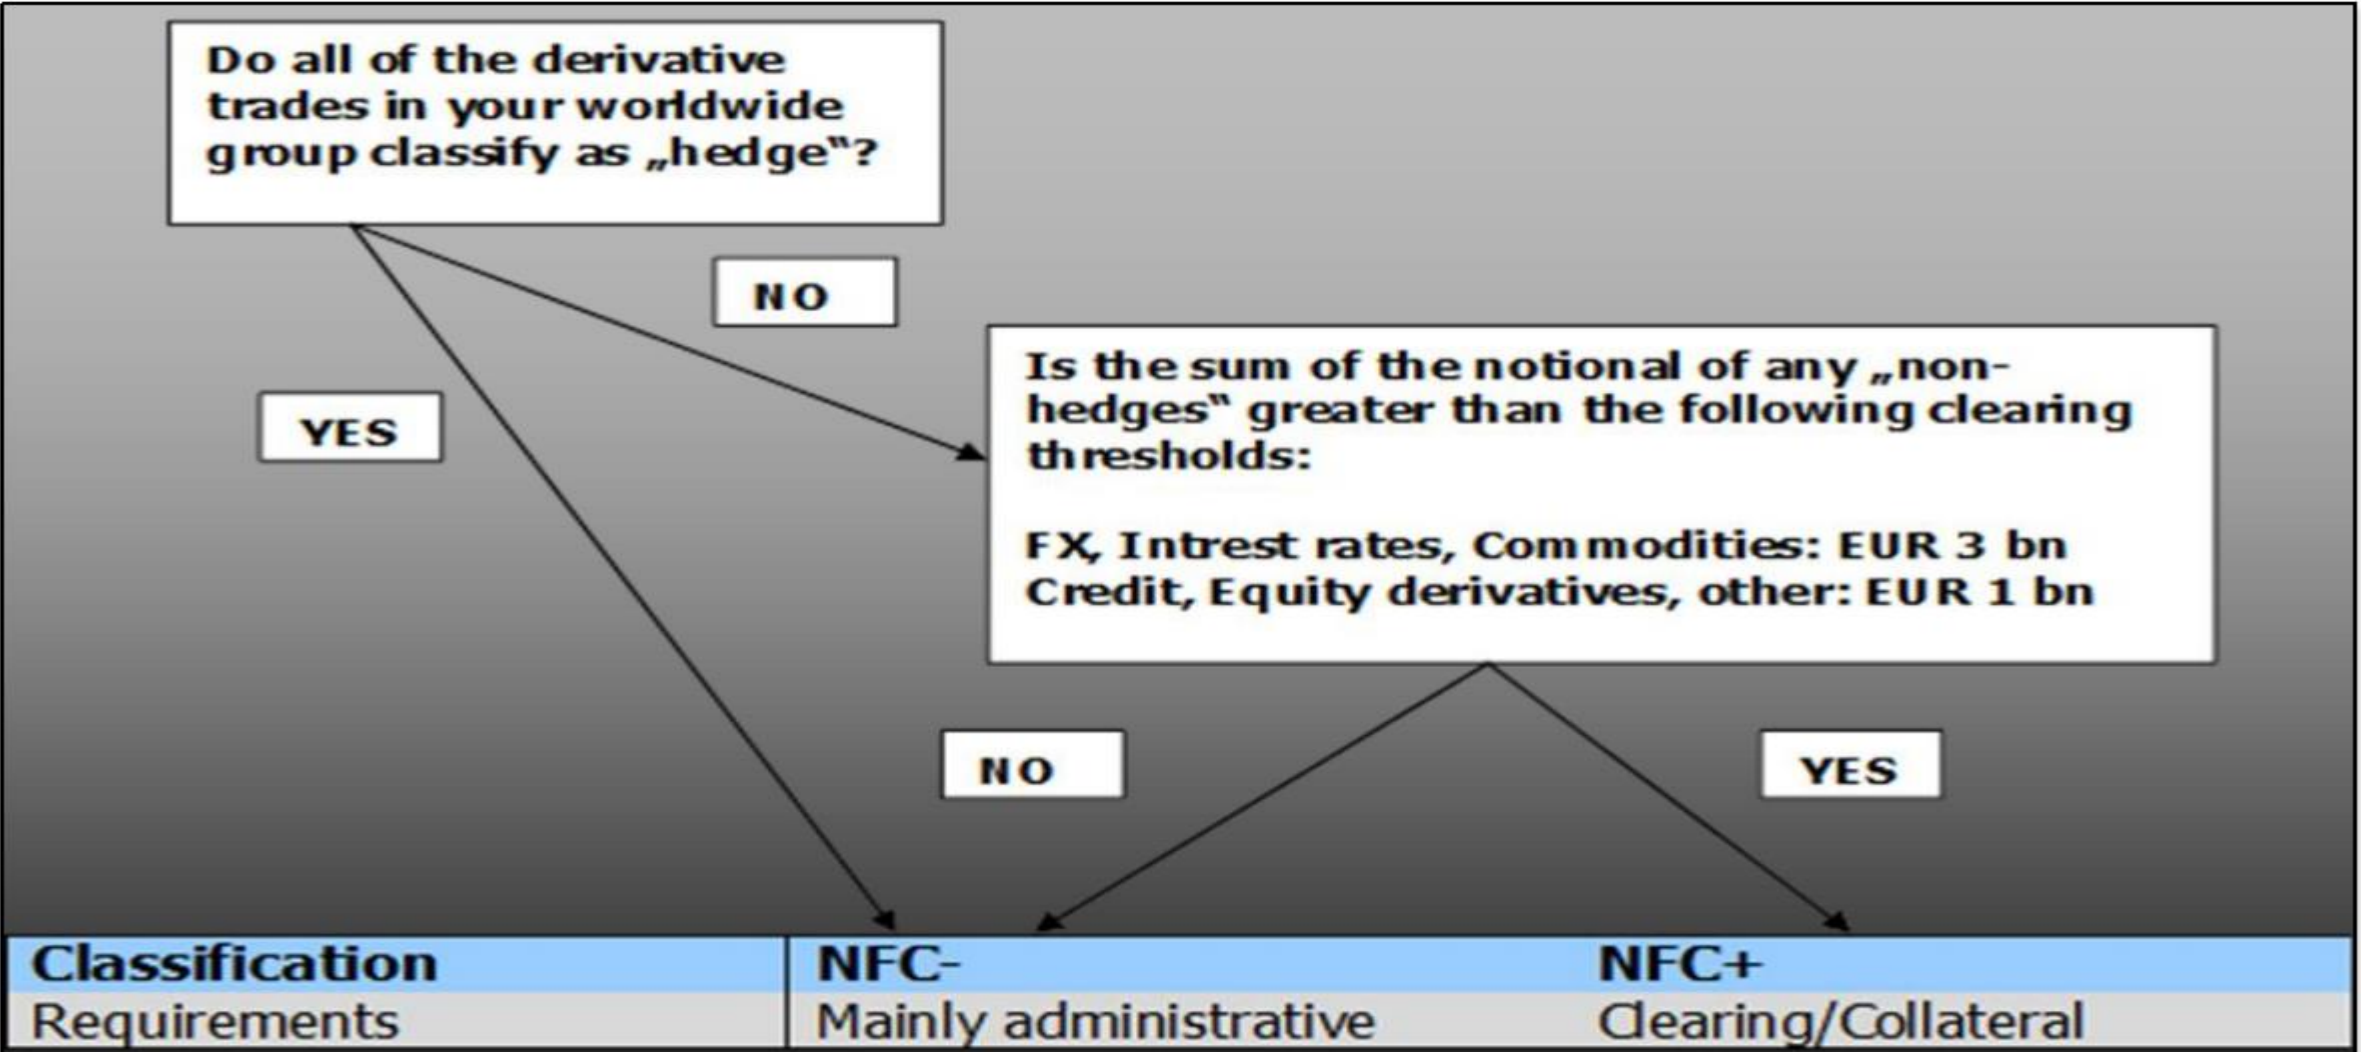 Do all of the derivative
trades in your worldwide
group classify as „hedge‟?
NO
YES
Is the sum of the notional of any „non-
hedges‟ greater than the following clearing
thresholds:
FX, Intrest rates, Commodities: EUR 3 bn
Credit, Equity derivatives, other: EUR 1 bn
NO
YES
Classification NFC- NFC+
Requirements Mainly administrative Clearing/Collateral